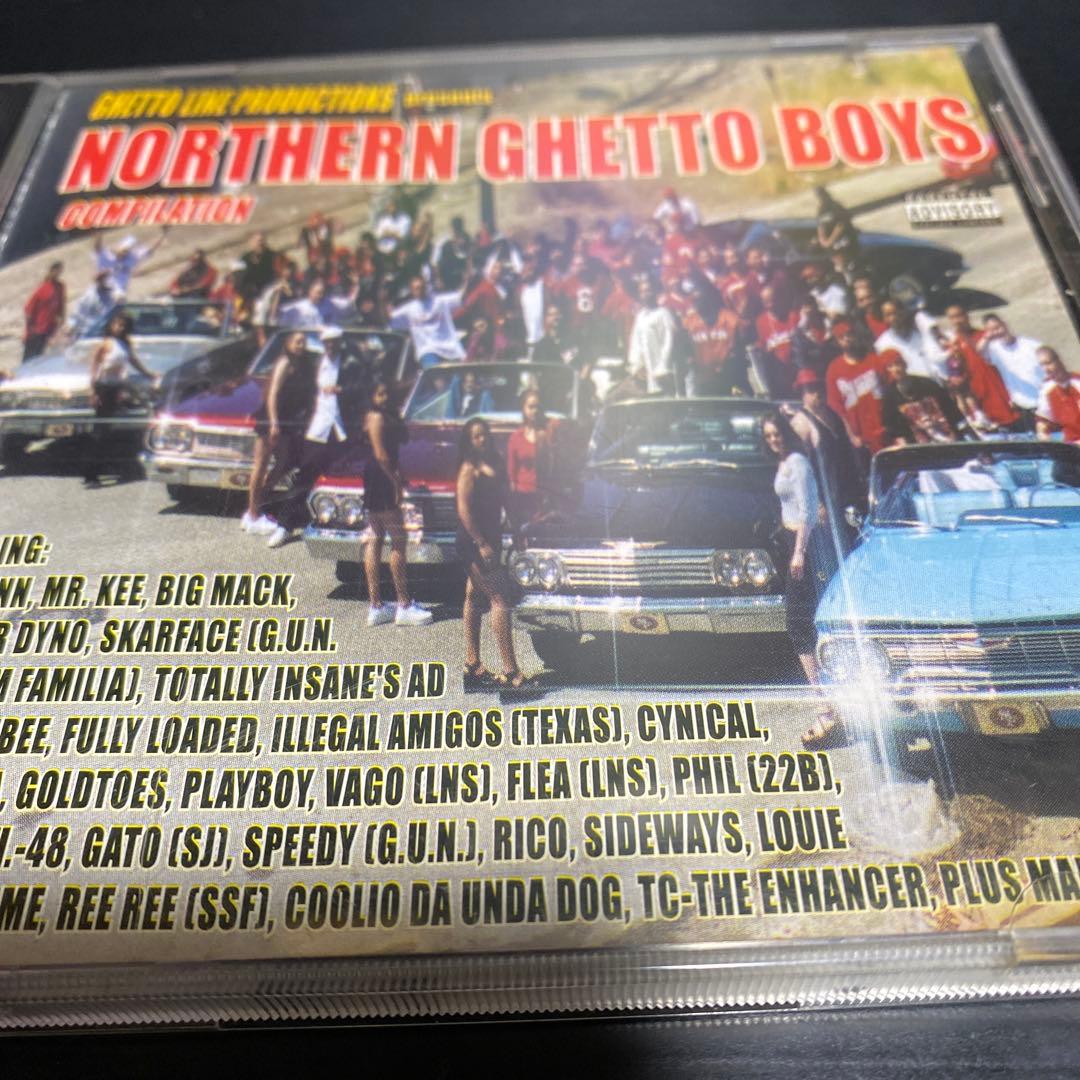 GHETTO LINE PRODUCTIONS PRESENTS
NORTHERN GHETTO BOYS
COMPILATION
ADVISORY
ING:
NN, MR. KEE, BIG MACK,
R DYNO, SKARFACE (G.U.N.
M FAMILIA), TOTALLY INSANE'S AD
BEE, FULLY LOADED, ILLEGAL AMIGOS (TEXAS), CYNICAL,
, GOLDTOES, PLAYBOY, VAGO (LNS), FLEA (LNS), PHIL (22B),
.-48, GATO (SJ), SPEEDY (G.U.N.), RICO, SIDEWAYS, LOUIE
ME, REE REE (SSF), COOLIO DA UNDA DOG, TC-THE ENHANCER, PLUS MA